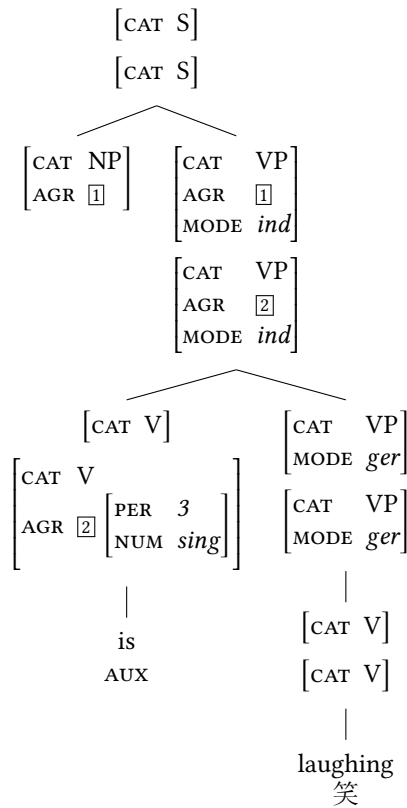 [CAT S]
[CAT S]
[CAT NP AGR 1] [CAT VP AGR 1 MODE ind]
[CAT VP AGR 2 MODE ind]
[CAT V] [CAT VP MODE ger]
[CAT V AGR 2 [PER 3 NUM sing]] [CAT VP MODE ger]
is
AUX
[CAT V]
[CAT V]
laughing
笑